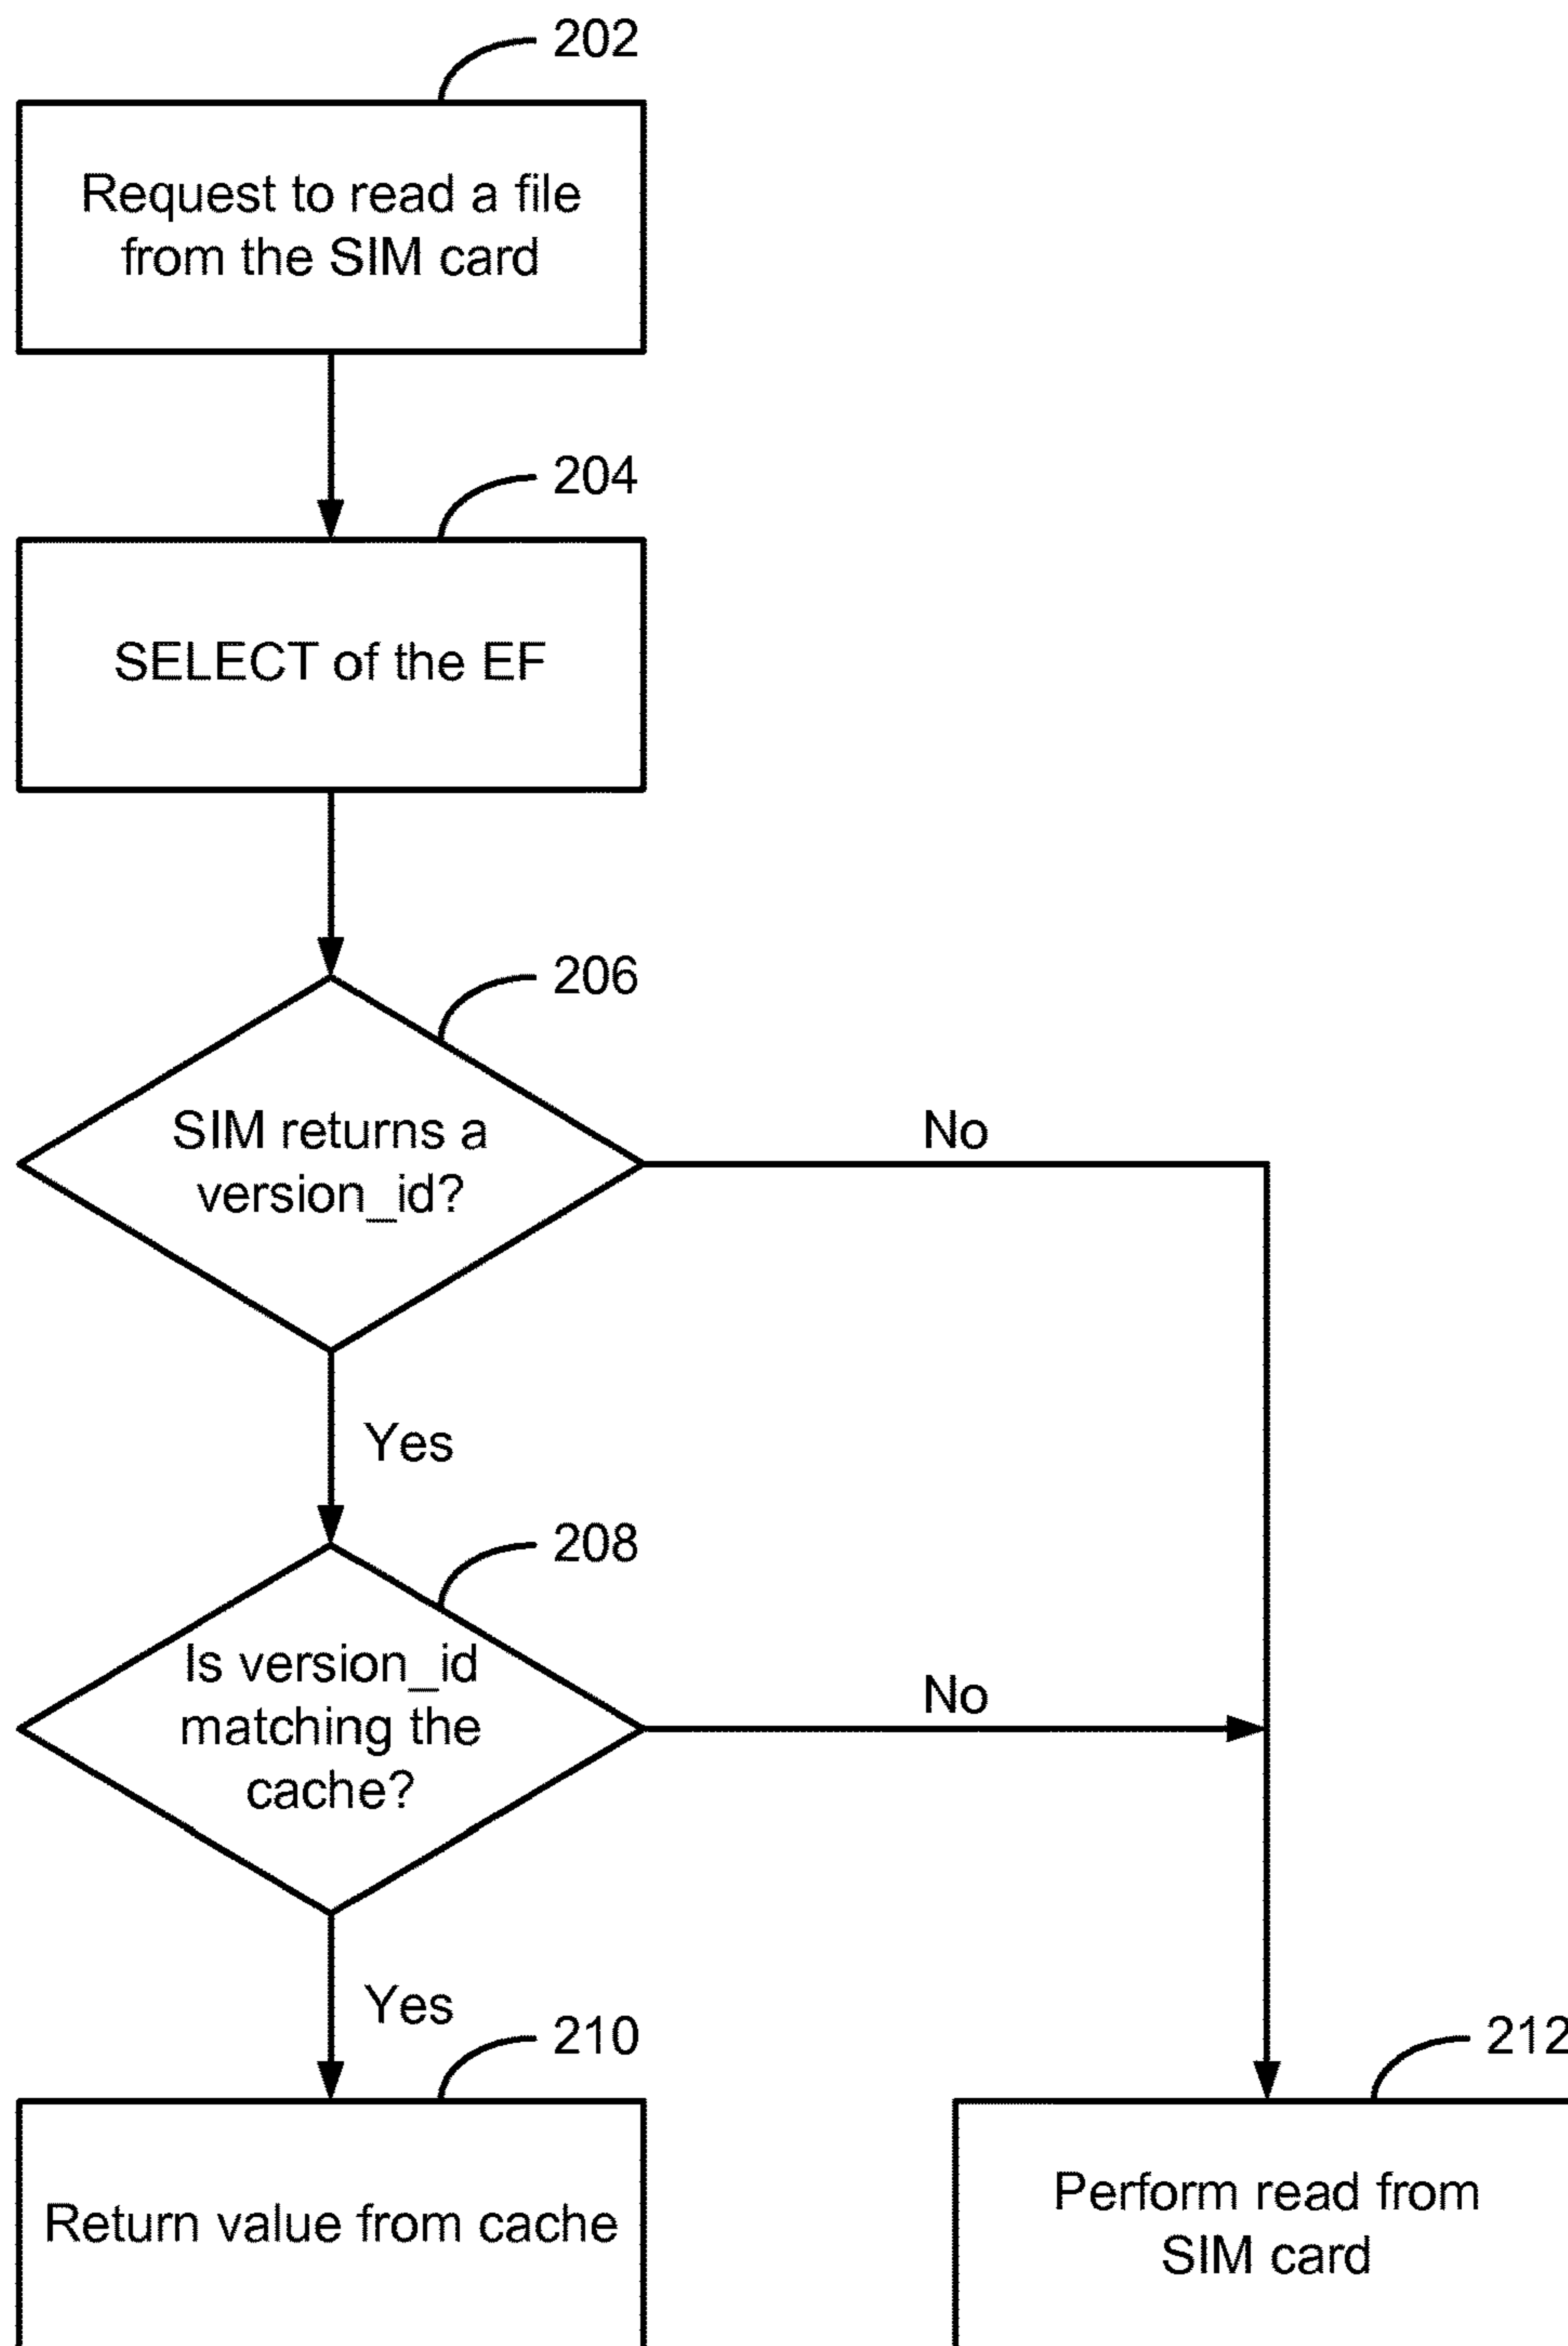 202
Request to read a file
from the SIM card
204
SELECT of the EF
206
SIM returns a
version_id?
No
Yes
208
Is version_id
matching the
cache?
No
Yes
210
Return value from cache
212
Perform read from
SIM card